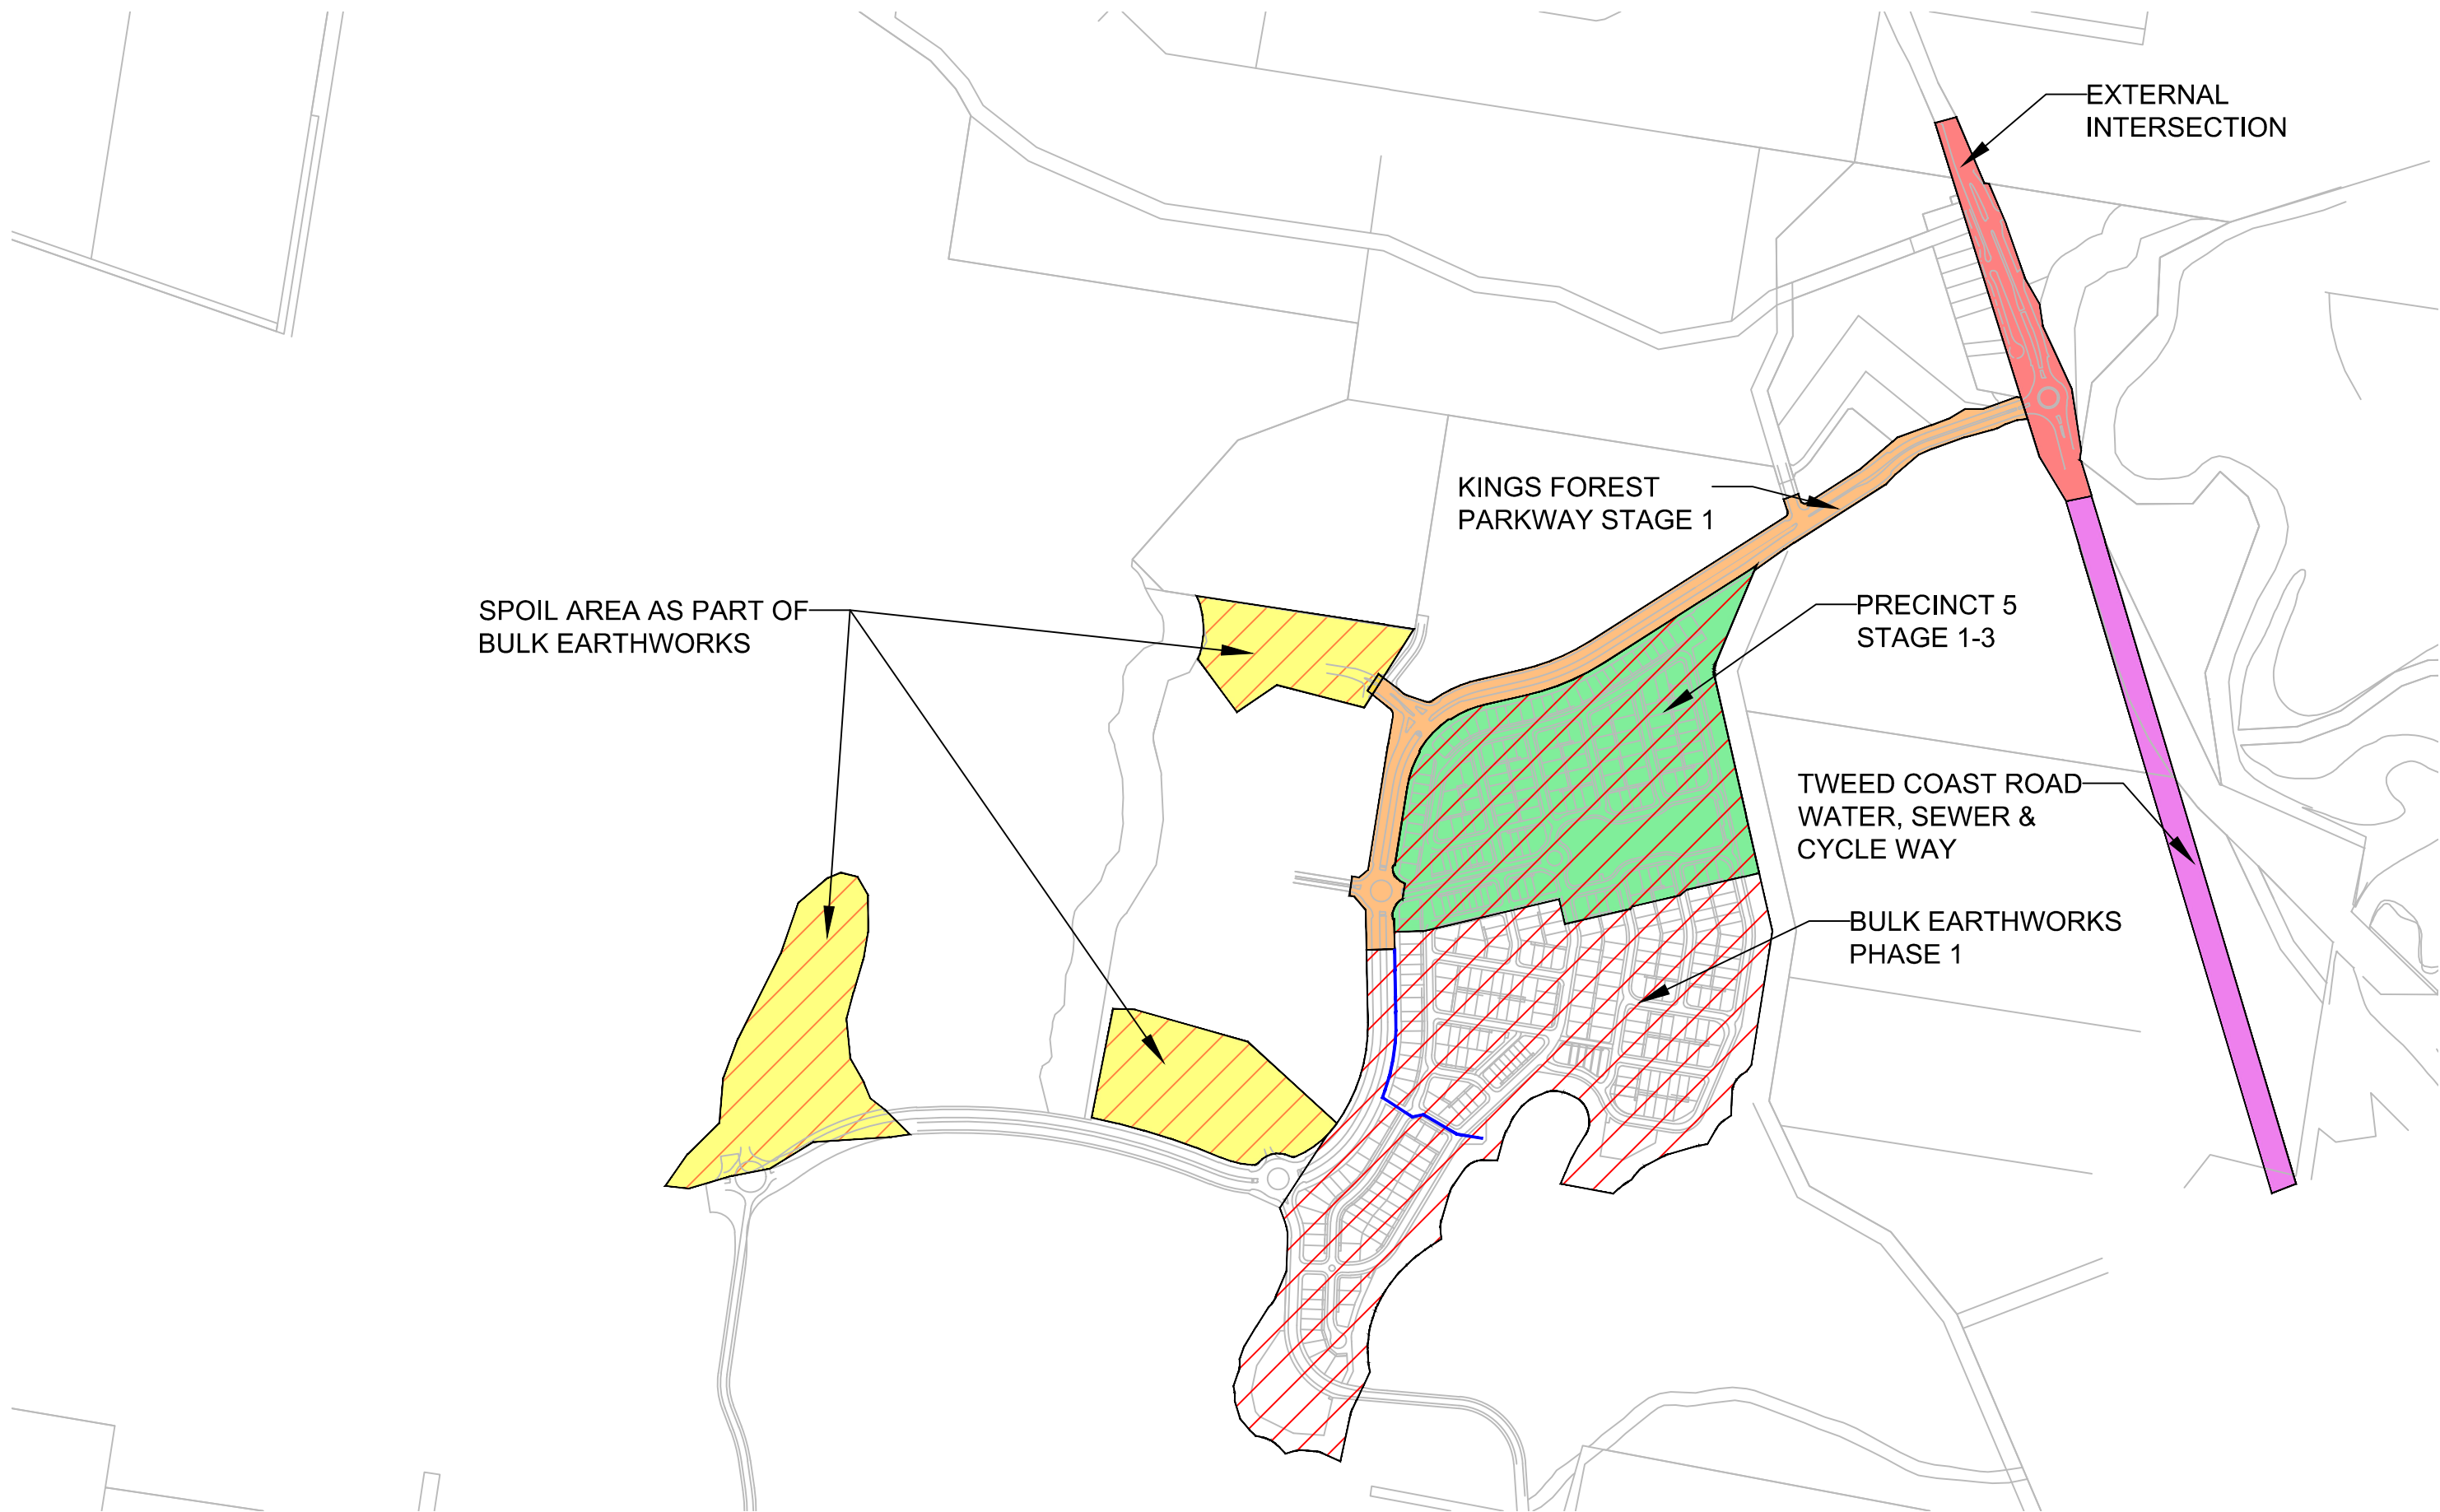 EXTERNAL
INTERSECTION
KINGS FOREST
PARKWAY STAGE 1
SPOIL AREA AS PART OF
BULK EARTHWORKS
PRECINCT 5
STAGE 1-3
TWEED COAST ROAD
WATER, SEWER &
CYCLE WAY
BULK EARTHWORKS
PHASE 1